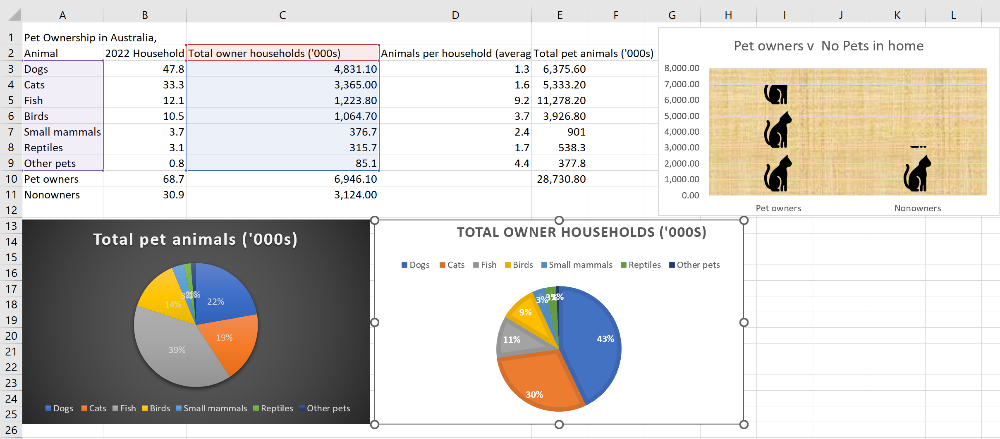 A B C D E F G H I J K L
1 Pet Ownership in Australia,
2 Animal 2022 Household Total owner households ('000s) Animals per household (averag Total pet animals ('000s)
3 Dogs 47.8 4,831.10 1.3 6,375.60
4 Cats 33.3 3,365.00 1.6 5,333.20
5 Fish 12.1 1,223.80 9.2 11,278.20
6 Birds 10.5 1,064.70 3.7 3,926.80
7 Small mammals 3.7 376.7 2.4 901
8 Reptiles 3.1 315.7 1.7 538.3
9 Other pets 0.8 85.1 4.4 377.8
10 Pet owners 68.7 6,946.10 28,730.80
11 Nonowners 30.9 3,124.00
12
13
14
15
16
17
18
19
20
21
22
23
24
25
26
Pet owners v No Pets in home
8,000.00
7,000.00
6,000.00
5,000.00
4,000.00
3,000.00
2,000.00
1,000.00
0.00
Pet owners Nonowners
Total pet animals ('000s)
3%
22%
14%
19%
39%
Dogs Cats Fish Birds Small mammals Reptiles Other pets
TOTAL OWNER HOUSEHOLDS ('000S)
Dogs Cats Fish Birds Small mammals Reptiles Other pets
3% 3% 1%
9%
43%
11%
30%